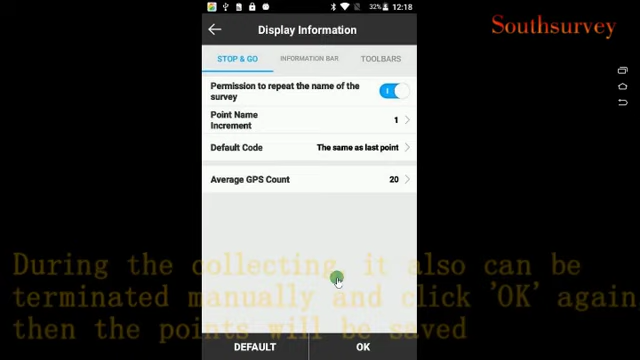 32% 12:18
Display Information
Southsurvey
STOP & GO
INFORMATION BAR
TOOLBARS
Permission to repeat the name of the
survey
I
Point Name
Increment
1
Default Code
The same as last point
Average GPS Count
20
During the collecting, it also can be
terminated manually and click 'OK' again
then the points will be saved
DEFAULT
OK